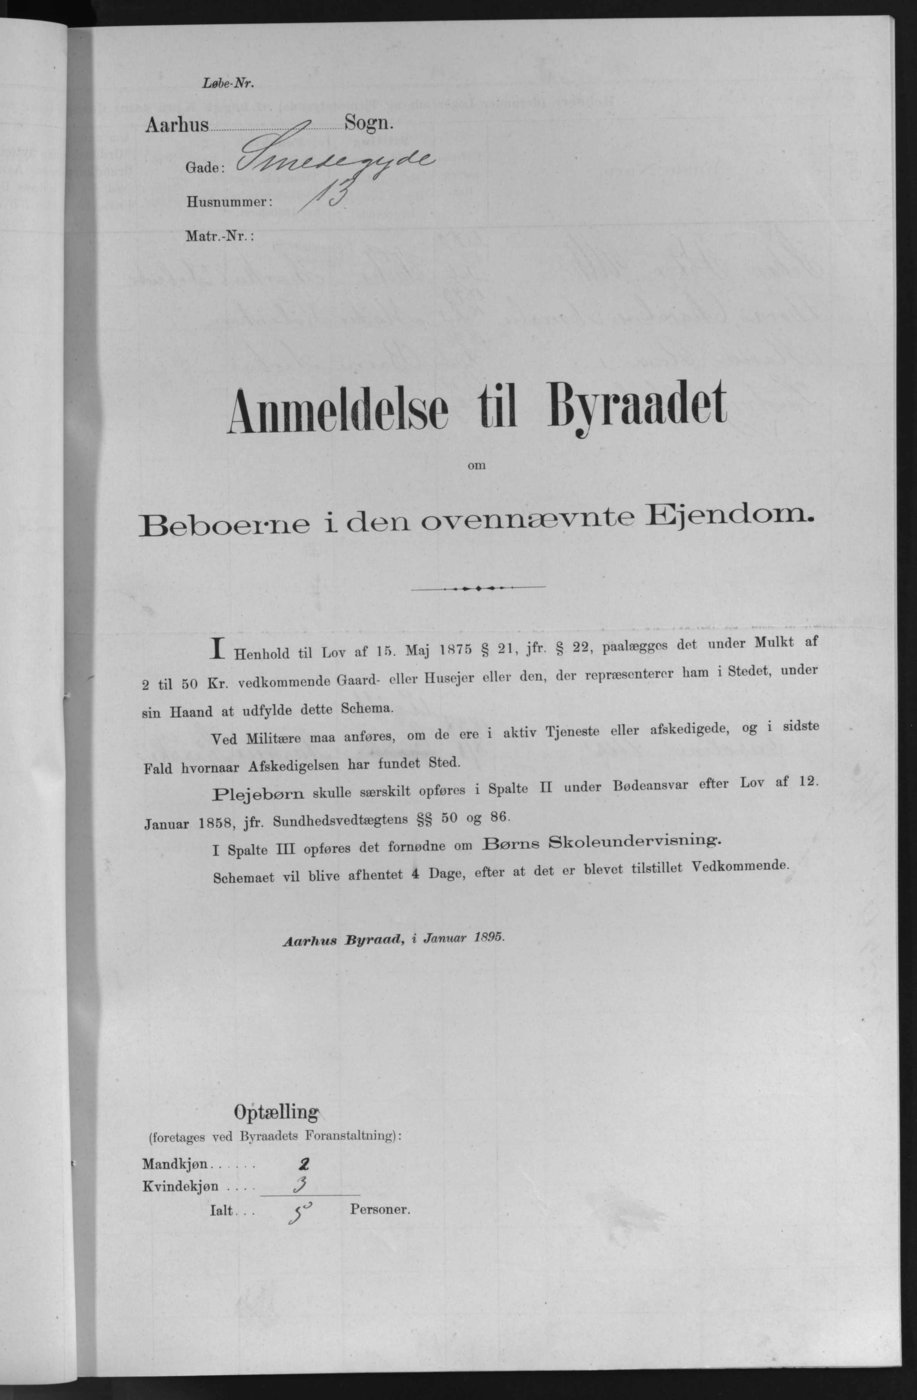 Løbe-Nr.
Aarhus Sogn.
Gade: Smedegyde
Husnummer: 13
Matr.-Nr.:
Anmeldelse til Byraadet
om
Beboerne i den ovennævnte Ejendom.
I Henhold til Lov af 15. Maj 1875 § 21, jfr. § 22, paalægges det under Mulkt af
2 til 50 Kr. vedkommende Gaard- eller Husejer eller den, der repræsenterer ham i Stedet, under
sin Haand at udfylde dette Schema.
Ved Militære maa anføres, om de ere i aktiv Tjeneste eller afskedigede, og i sidste
Fald hvornaar Afskedigelsen har fundet Sted.
Plejebørn skulle særskilt opføres i Spalte II under Bødeansvar efter Lov af 12.
Januar 1858, jfr. Sundhedsvedtægtens §§ 50 og 86.
I Spalte III opføres det fornødne om Børns Skoleundervisning.
Schemaet vil blive afhentet 4 Dage, efter at det er blevet tilstillet Vedkommende.
Aarhus Byraad, i Januar 1895.
Optælling
(foretages ved Byraadets Foranstaltning):
Mandkjøn...... 2
Kvindekjøn .... 3
Ialt... 5 Personer.